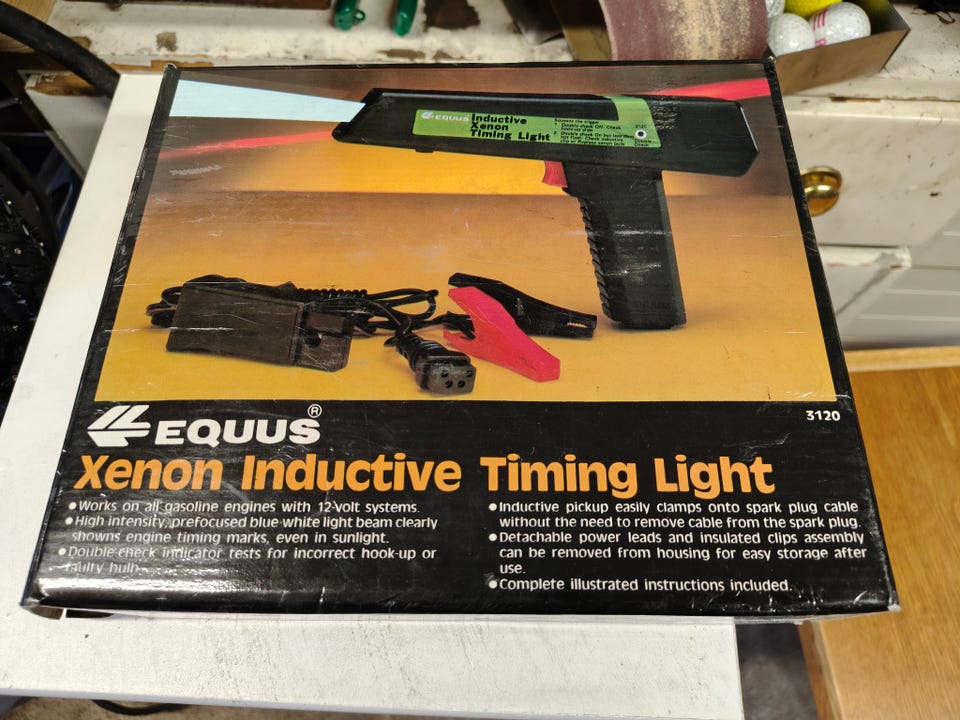 EQUUS
Inductive
Xenon
Timing Light
Squeeze the trigger
EQUUS®
3120
Xenon Inductive Timing Light
•Works on all gasoline engines with 12-volt systems.
•High intensity, prefocused blue-white light beam clearly
showns engine timing marks, even in sunlight.
•Double-check indicator tests for incorrect hook-up or
faulty bulb.
•Inductive pickup easily clamps onto spark plug cable
without the need to remove cable from the spark plug.
•Detachable power leads and insulated clips assembly
can be removed from housing for easy storage after
use.
•Complete illustrated instructions included.